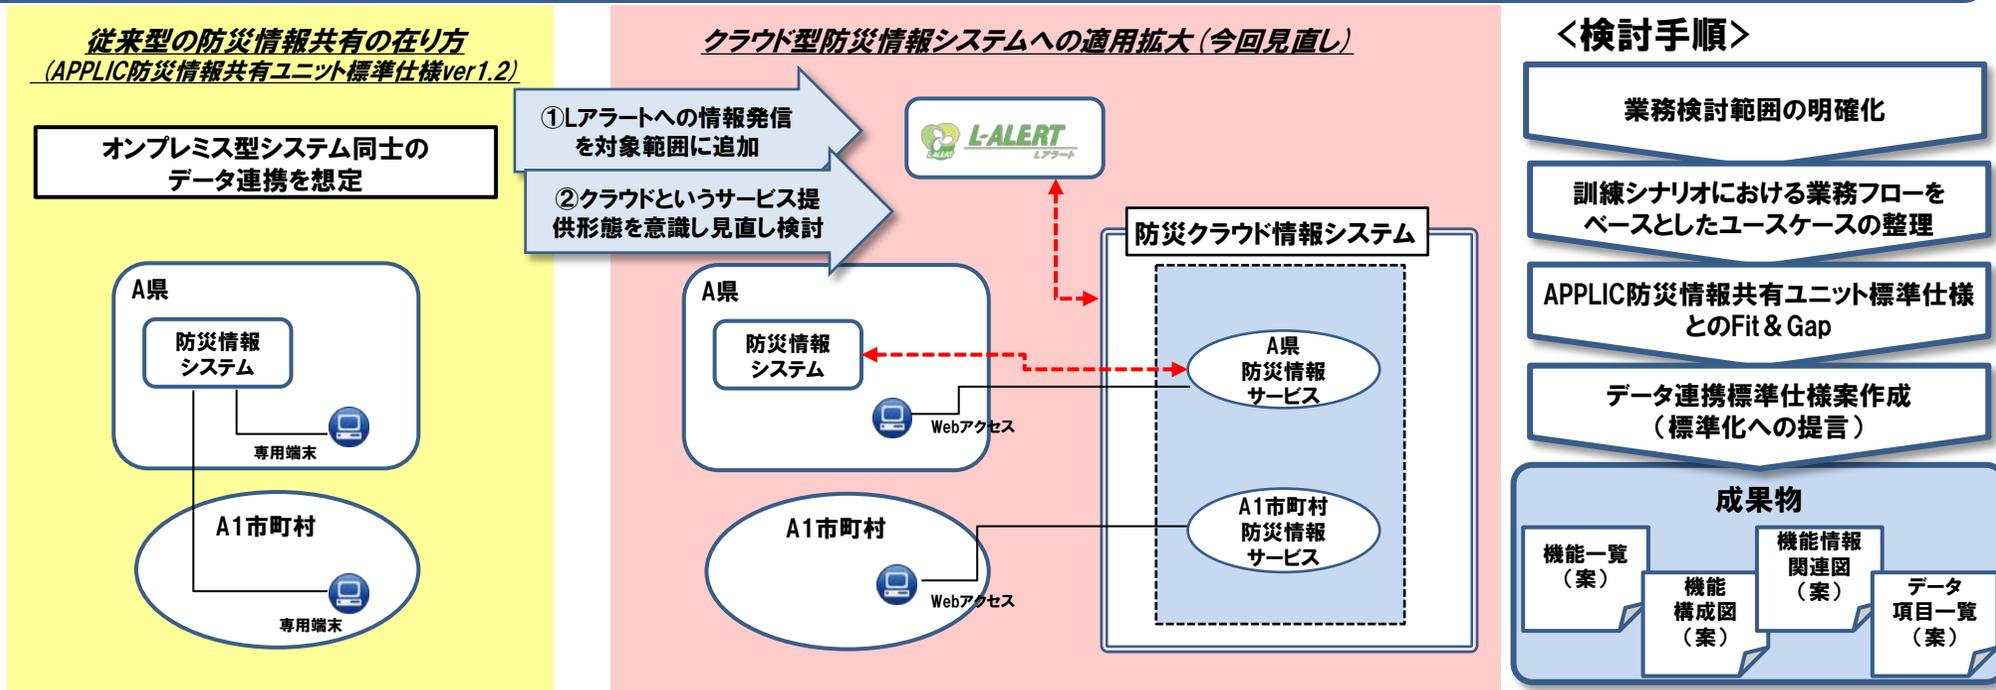 従来型の防災情報共有の在り方
（APPLIC防災情報共有ユニット標準仕様ver1.2）
オンプレミス型システム同士の
データ連携を想定
A県
防災情報
システム
専用端末
A1市町村
専用端末
クラウド型防災情報システムへの適用拡大（今回見直し）
①Lアラートへの情報発信
を対象範囲に追加
②クラウドというサービス提
供形態を意識し見直し検討
L-ALERT
L-ALERT
Lアラート
防災クラウド情報システム
A県
防災情報
システム
Webアクセス
A県
防災情報
サービス
A1市町村
Webアクセス
A1市町村
防災情報
サービス
＜検討手順＞
業務検討範囲の明確化
訓練シナリオにおける業務フローを
ベースとしたユースケースの整理
APPLIC防災情報共有ユニット標準仕様
とのFit＆Gap
データ連携標準仕様案作成
（標準化への提言）
成果物
機能一覧
（案）
機能
構成図
（案）
機能情報
関連図
（案）
データ
項目一覧
（案）